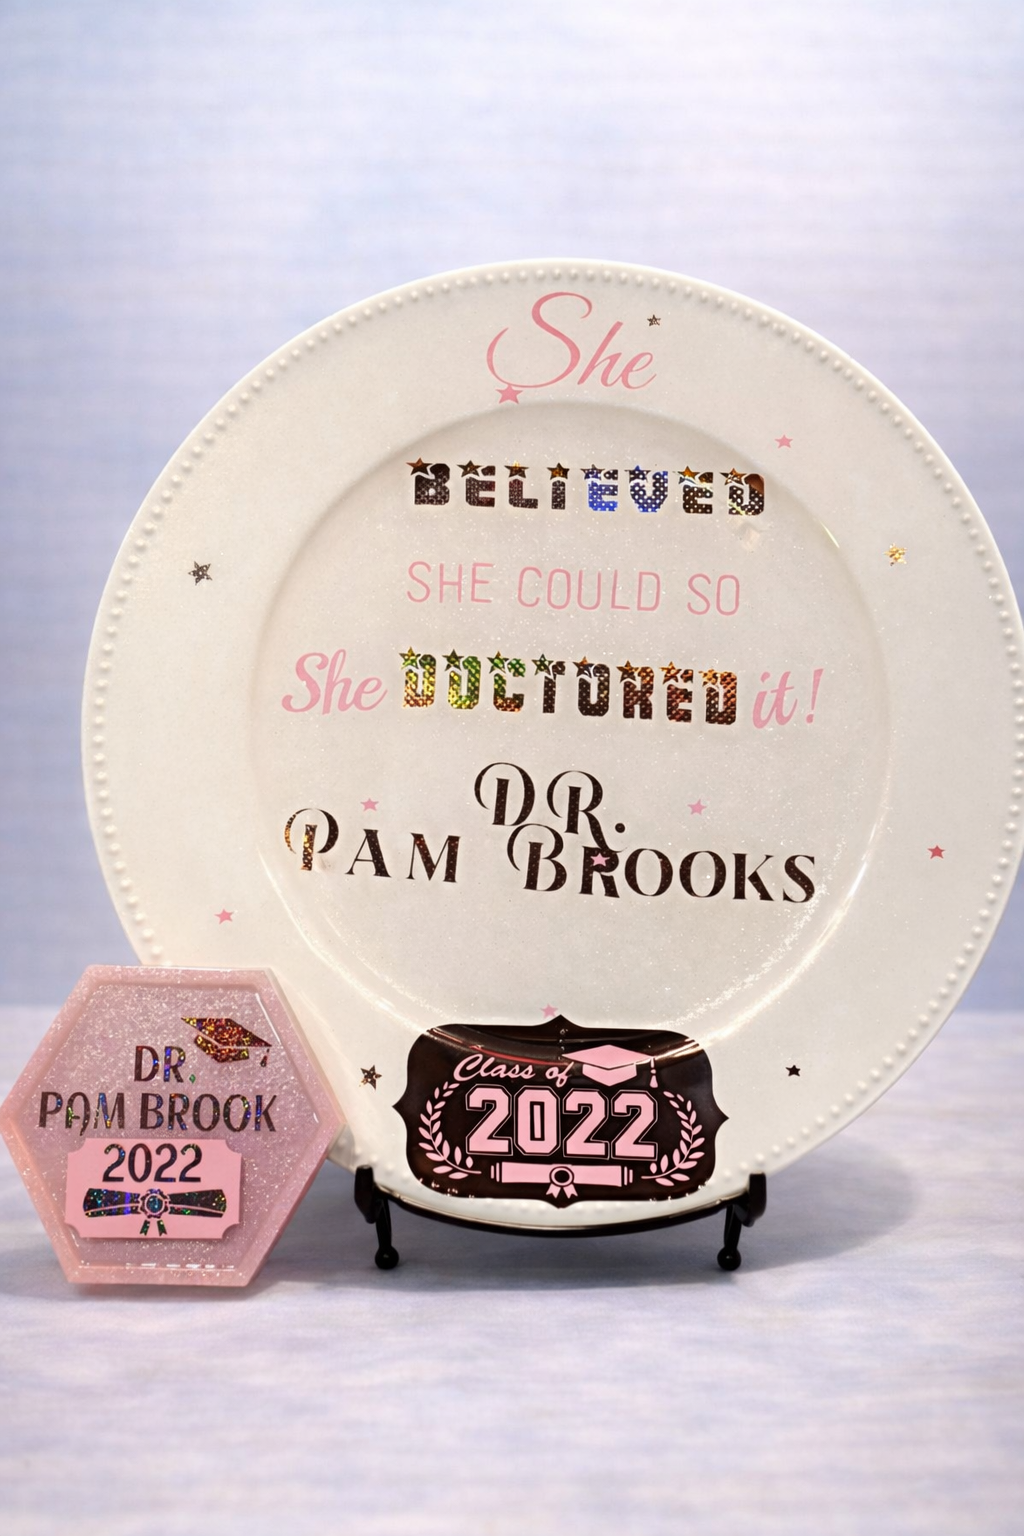 She
BELIEVED
SHE COULD SO
She DOCTORED it!
DR.
PAM BROOKS
Class of
2022
DR.
PAM BROOK
2022